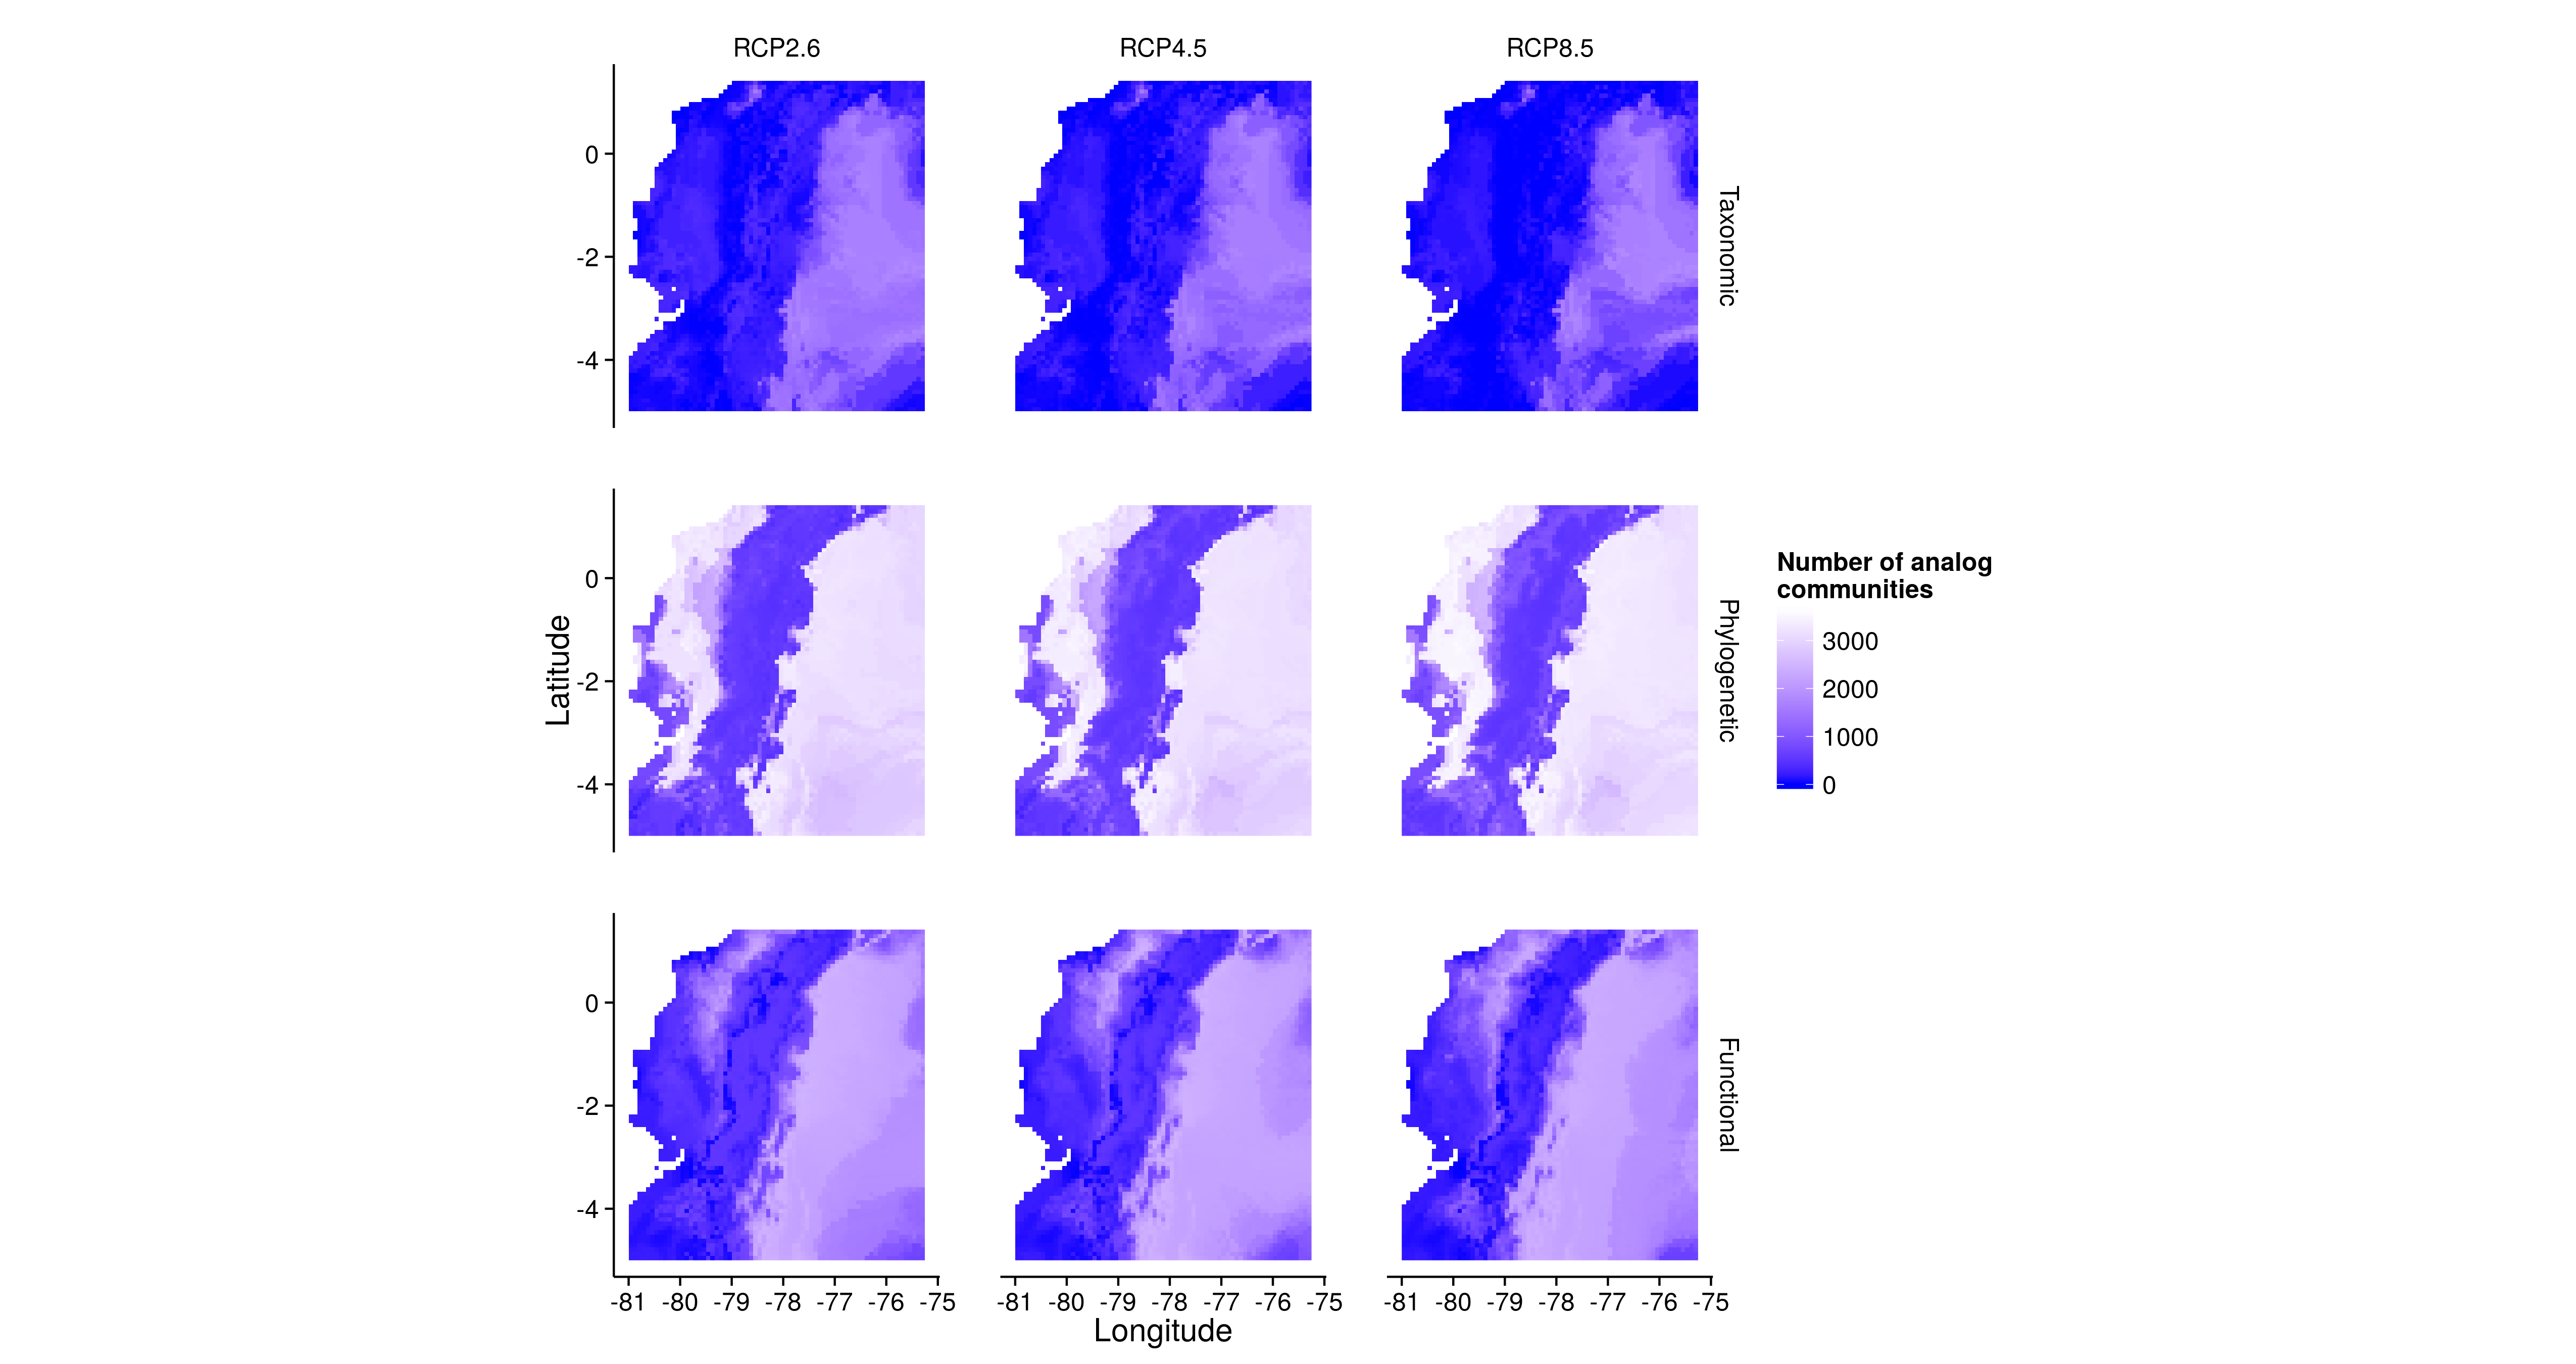 RCP2.6 RCP4.5 RCP8.5
0
-2
-4
Taxonomic
Latitude
0
-2
-4
Phylogenetic
Number of analog
communities
3000
2000
1000
0
0
-2
-4
Functional
-81 -80 -79 -78 -77 -76 -75 -81 -80 -79 -78 -77 -76 -75 -81 -80 -79 -78 -77 -76 -75
Longitude